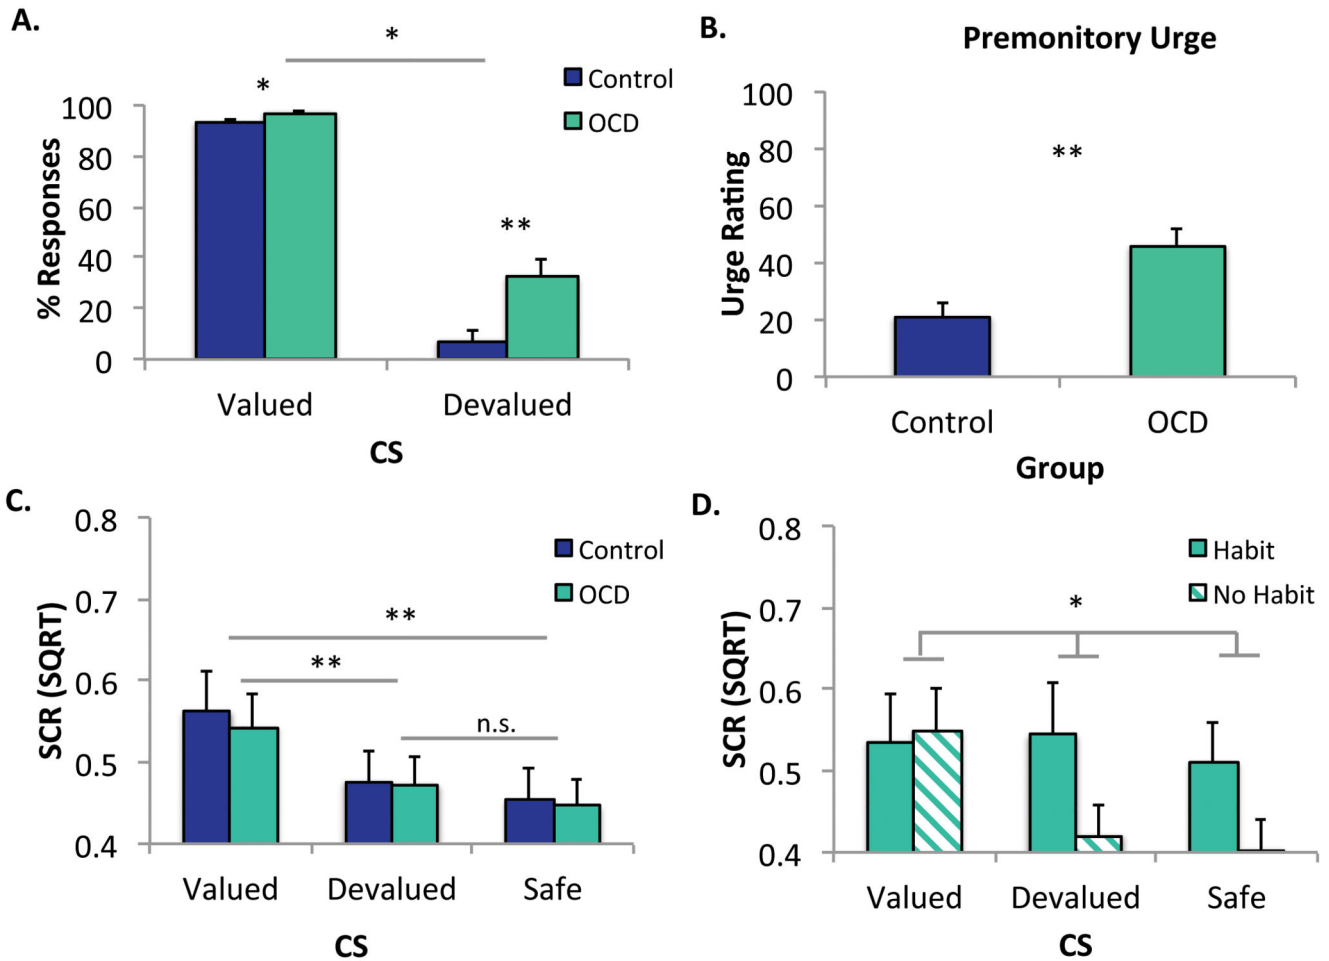 A.
*
*
**
Control
OCD
100
80
60
40
20
0
% Responses
Valued
Devalued
CS
B.
Premonitory Urge
100
80
60
40
20
0
Urge Rating
**
Control
OCD
Group
C.
0.8
0.7
0.6
0.5
0.4
SCR (SQRT)
Control
OCD
**
**
n.s.
Valued
Devalued
Safe
CS
D.
0.8
0.7
0.6
0.5
0.4
SCR (SQRT)
Habit
No Habit
*
Valued
Devalued
Safe
CS